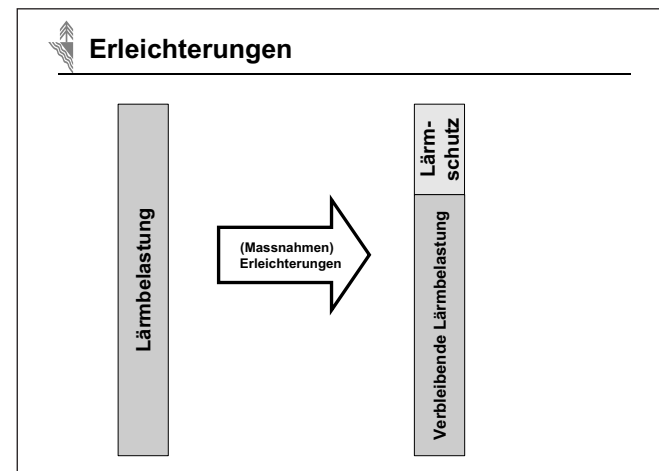 Erleichterungen
Lärmbelastung
(Massnahmen)
Erleichterungen
Lärm-
schutz
Verbleibende Lärmbelastung